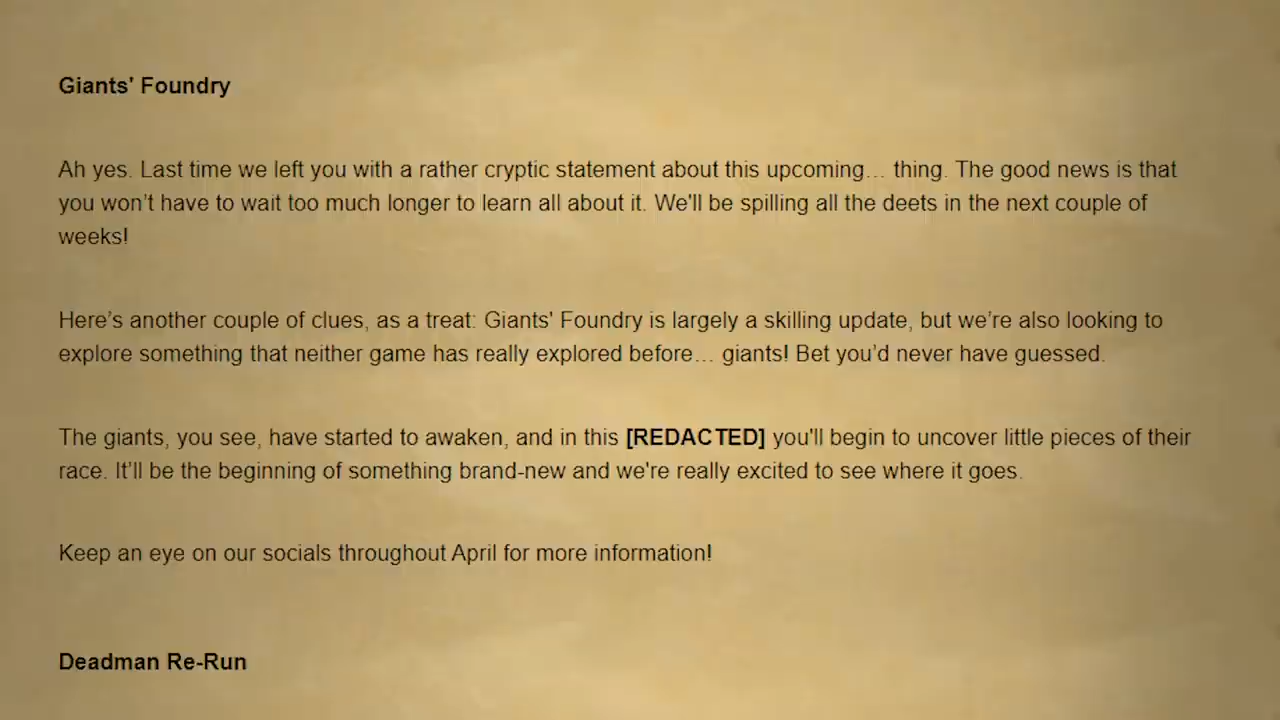 Giants' Foundry
Ah yes. Last time we left you with a rather cryptic statement about this upcoming… thing. The good news is that
you won’t have to wait too much longer to learn all about it. We'll be spilling all the deets in the next couple of
weeks!
Here’s another couple of clues, as a treat: Giants' Foundry is largely a skilling update, but we’re also looking to
explore something that neither game has really explored before… giants! Bet you’d never have guessed.
The giants, you see, have started to awaken, and in this [REDACTED] you'll begin to uncover little pieces of their
race. It’ll be the beginning of something brand-new and we're really excited to see where it goes.
Keep an eye on our socials throughout April for more information!
Deadman Re-Run